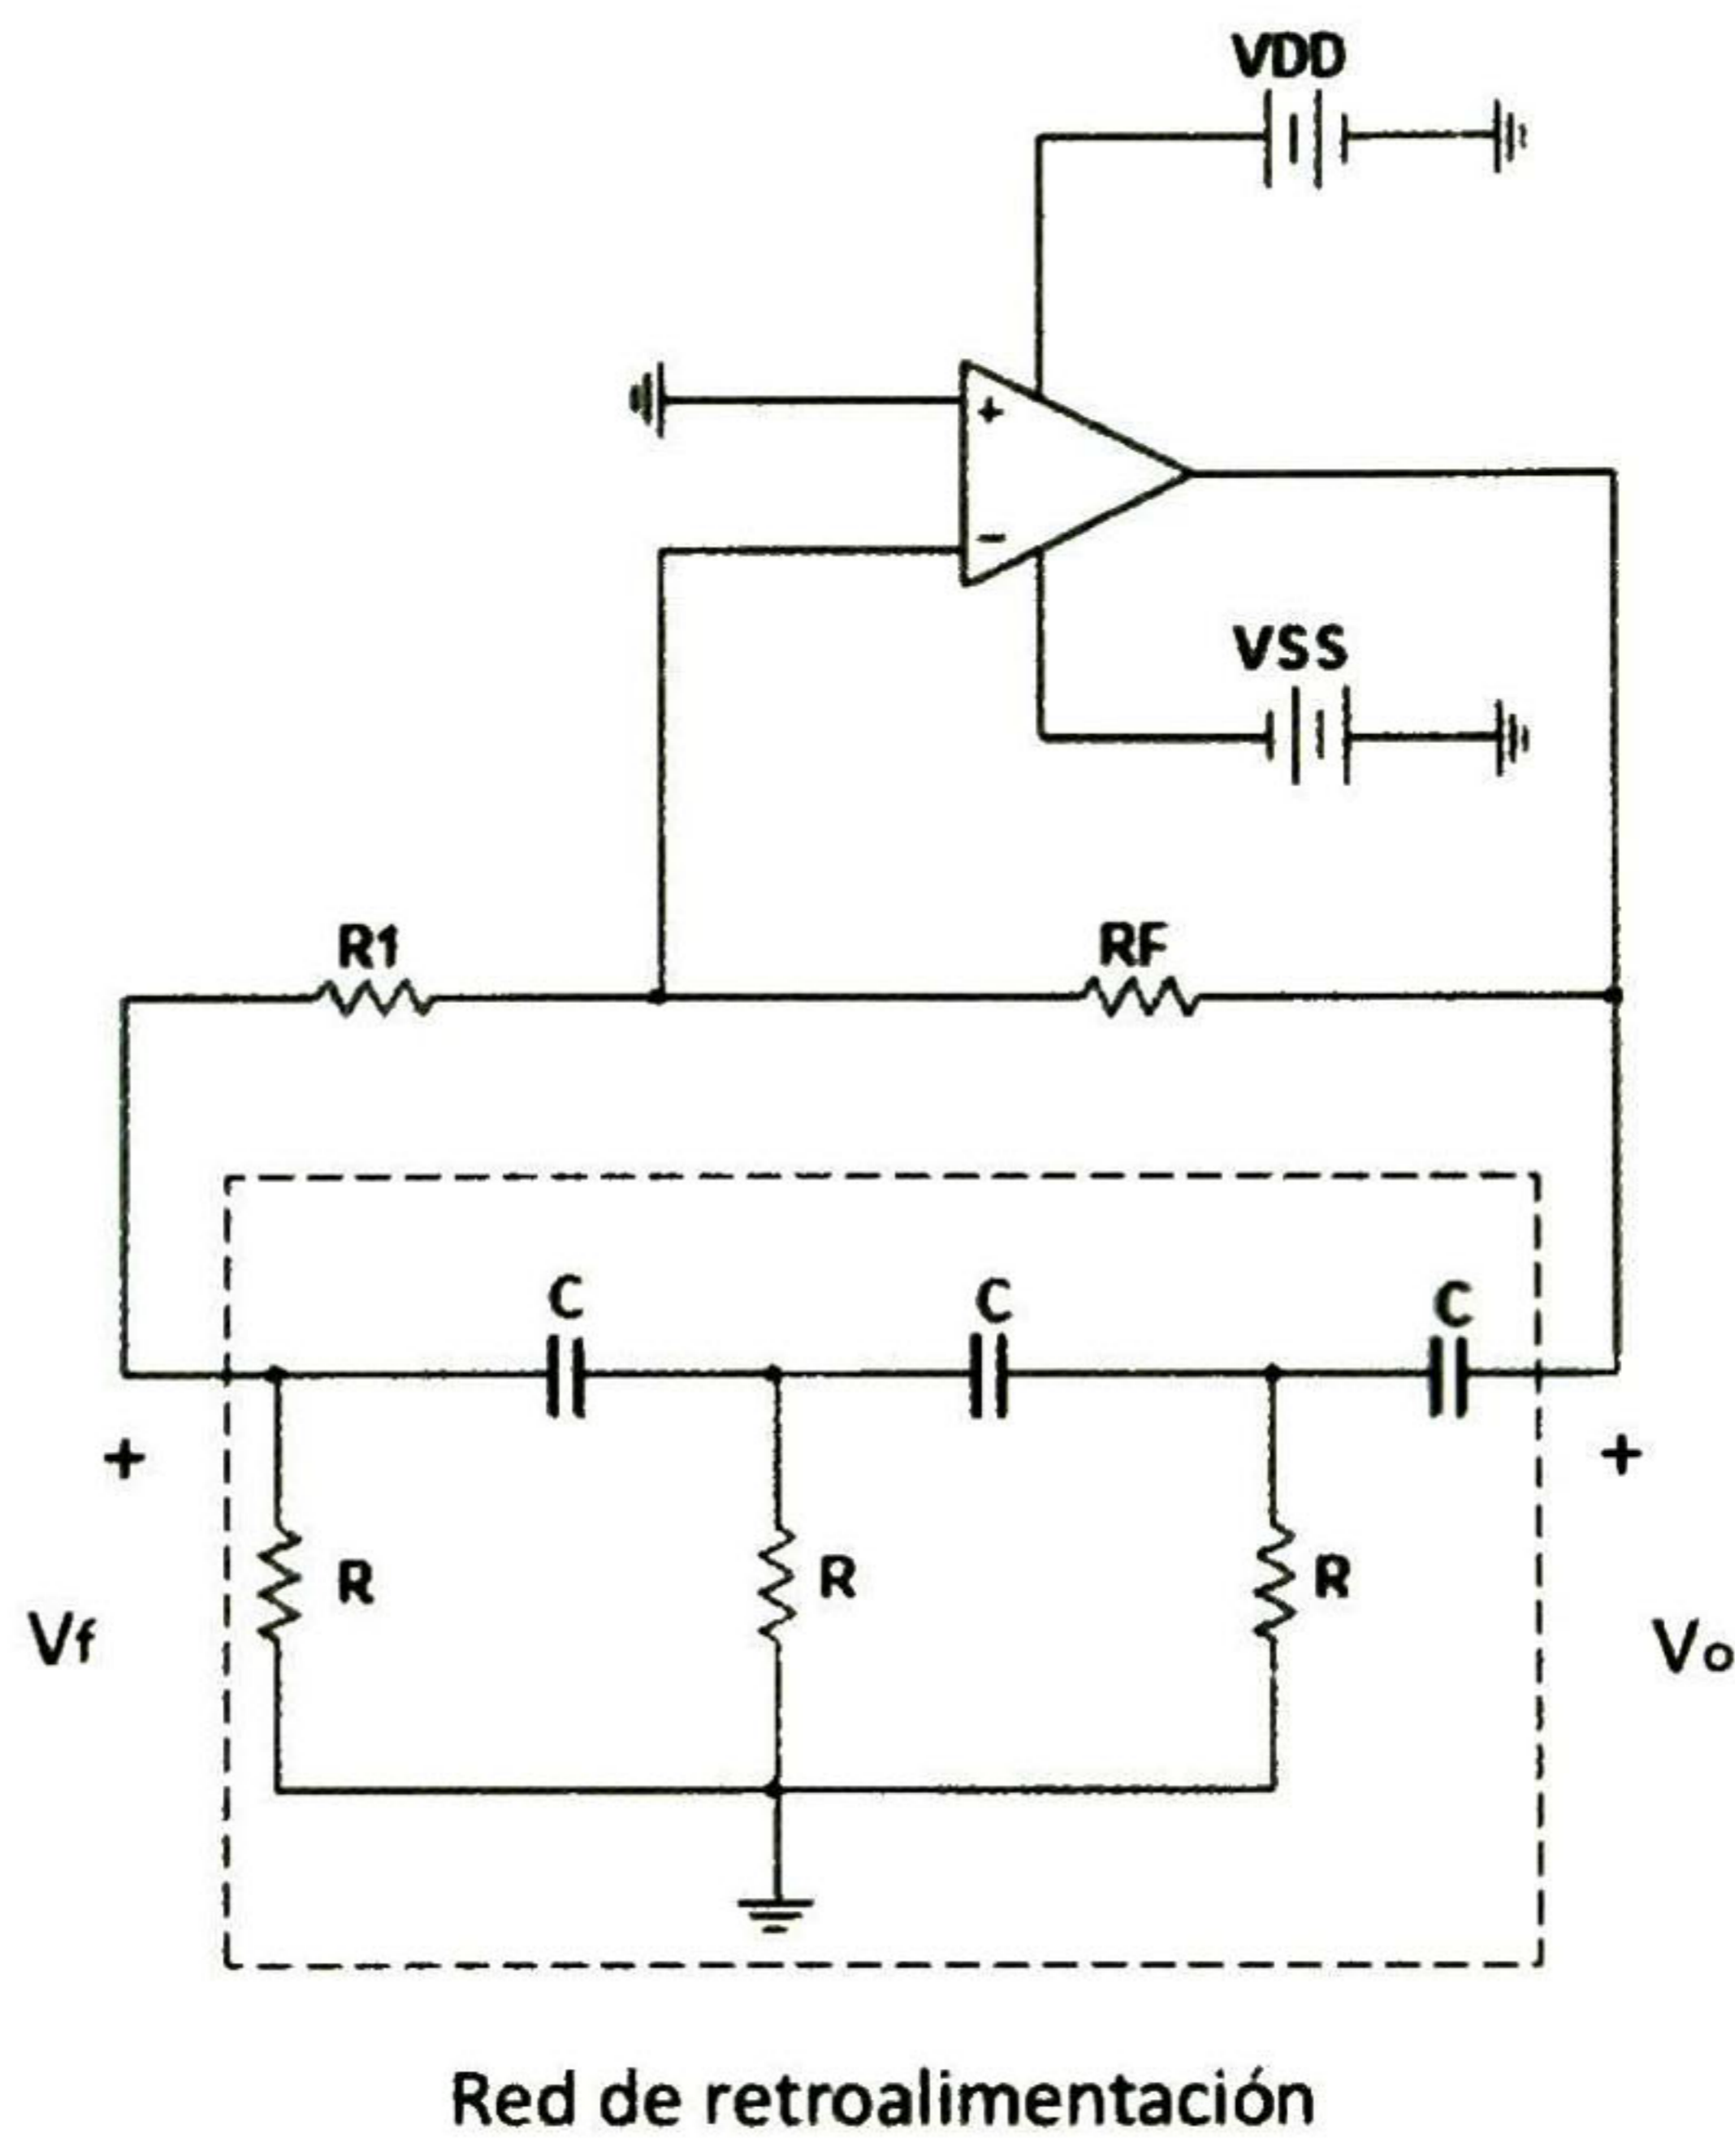 VDD
+
-
VSS
R1
RF
C
C
C
+
+
R
R
R
Vf
Vo
Red de retroalimentación